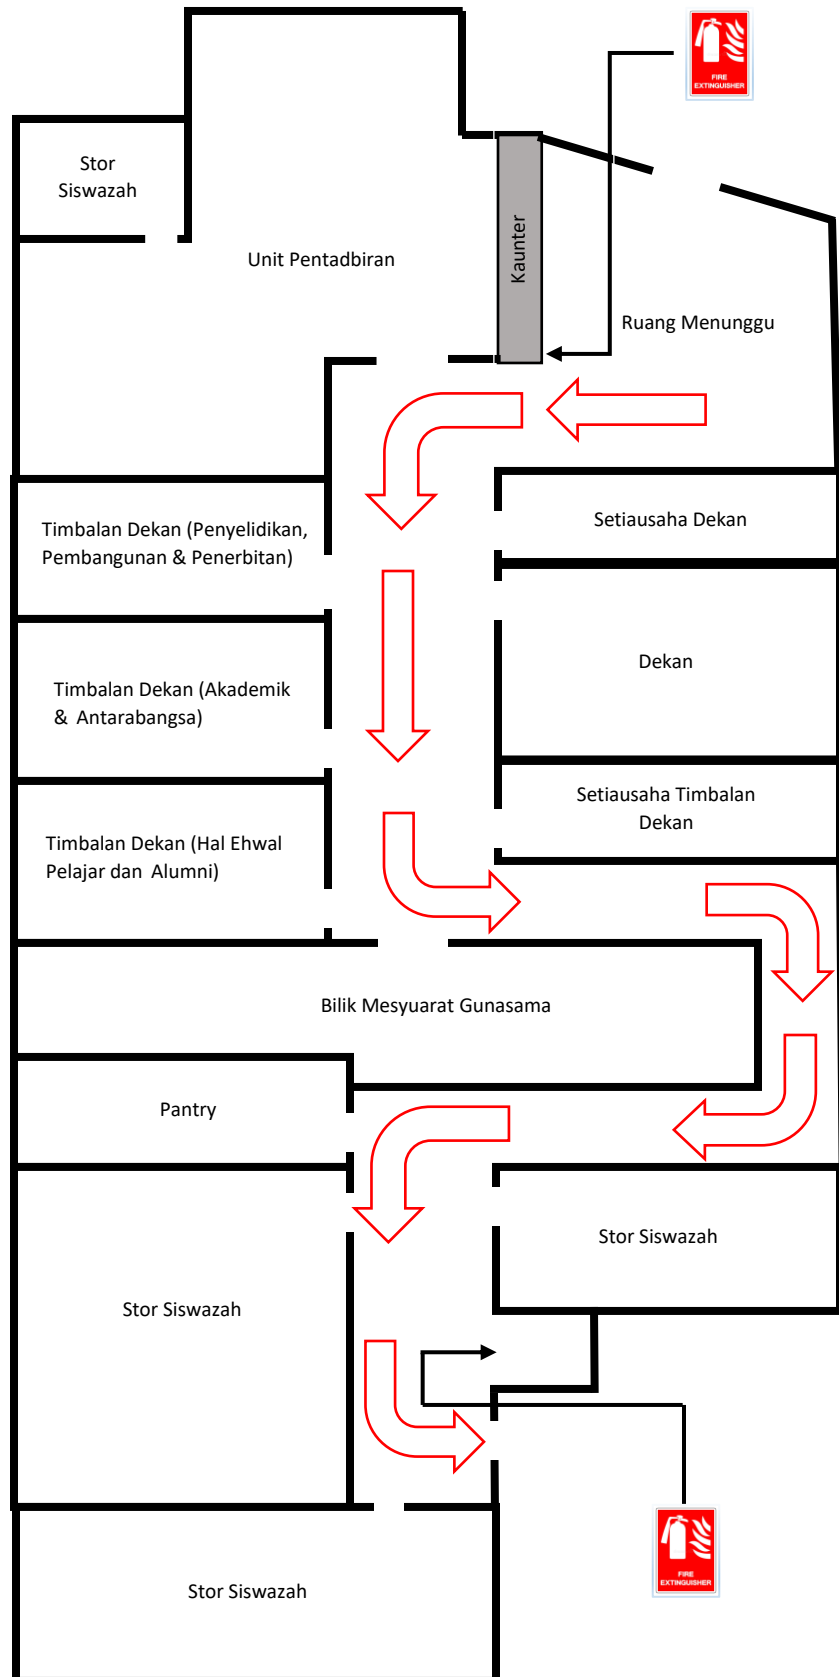 FIRE
EXTINGUISHER
Stor
Siswazah
Kaunter
Unit Pentadbiran
Ruang Menunggu
Timbalan Dekan (Penyelidikan,
Pembangunan & Penerbitan)
Setiausaha Dekan
Dekan
Timbalan Dekan (Akademik
& Antarabangsa)
Setiausaha Timbalan
Dekan
Timbalan Dekan (Hal Ehwal
Pelajar dan Alumni)
Bilik Mesyuarat Gunasama
Pantry
Stor Siswazah
Stor Siswazah
FIRE
EXTINGUISHER
Stor Siswazah